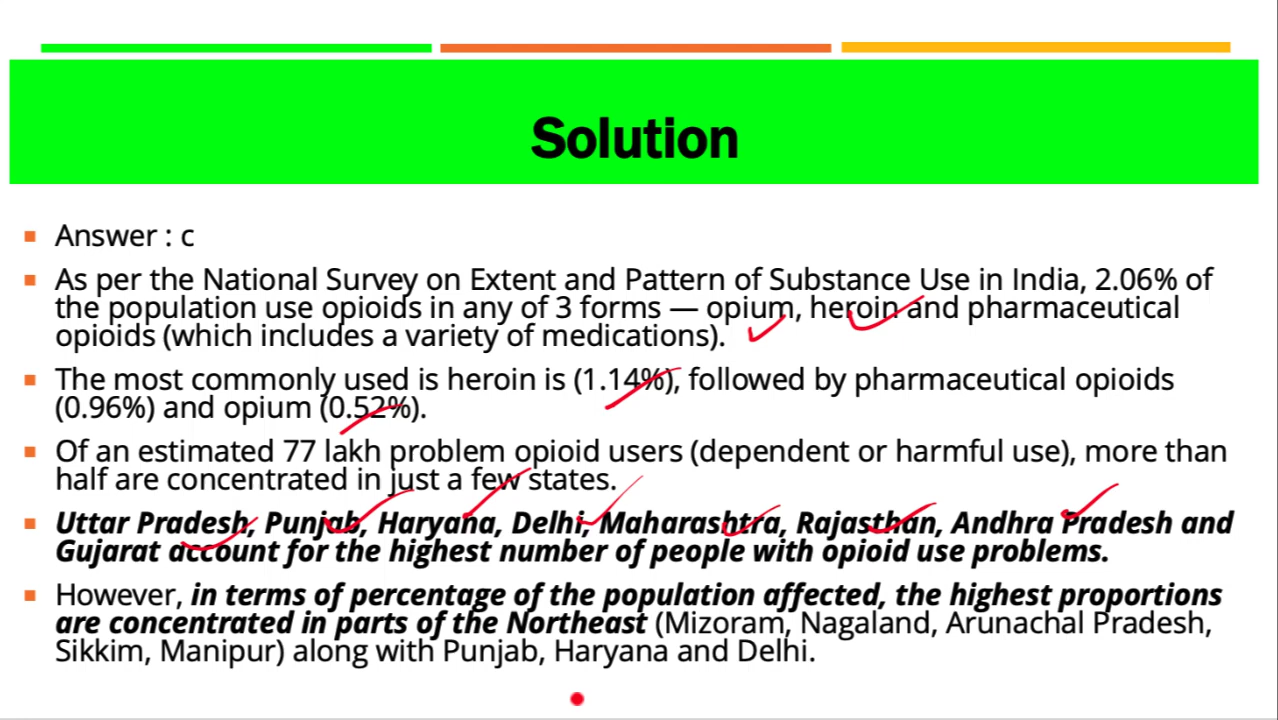 Solution
Answer : c
As per the National Survey on Extent and Pattern of Substance Use in India, 2.06% of
the population use opioids in any of 3 forms — opium, heroin and pharmaceutical
opioids (which includes a variety of medications).
The most commonly used is heroin is (1.14%), followed by pharmaceutical opioids
(0.96%) and opium (0.52%).
Of an estimated 77 lakh problem opioid users (dependent or harmful use), more than
half are concentrated in just a few states.
Uttar Pradesh, Punjab, Haryana, Delhi, Maharashtra, Rajasthan, Andhra Pradesh and
Gujarat account for the highest number of people with opioid use problems.
However, in terms of percentage of the population affected, the highest proportions
are concentrated in parts of the Northeast (Mizoram, Nagaland, Arunachal Pradesh,
Sikkim, Manipur) along with Punjab, Haryana and Delhi.